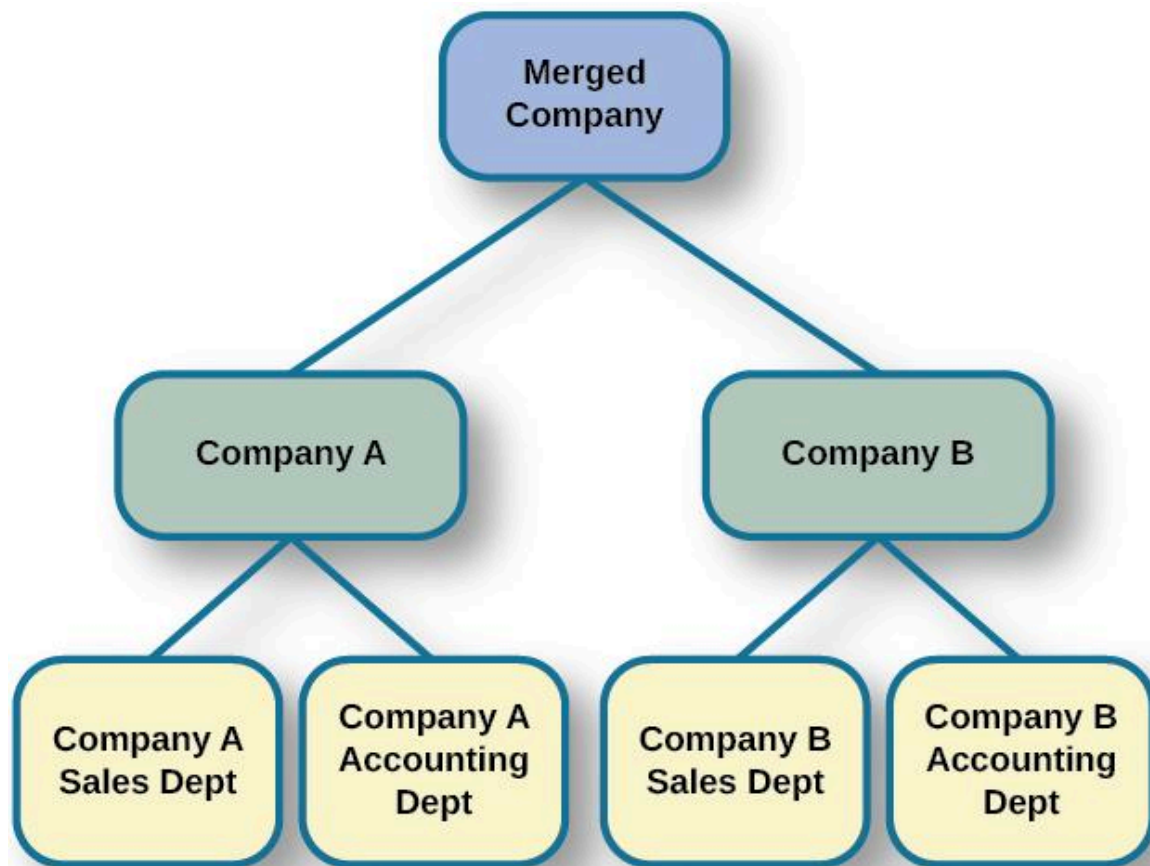 Merged
Company
Company A
Company B
Company A
Sales Dept
Company A
Accounting
Dept
Company B
Sales Dept
Company B
Accounting
Dept